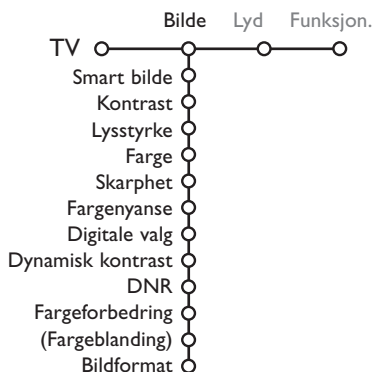 Bilde Lyd Funksjon.
TV
Smart bilde
Kontrast
Lysstyrke
Farge
Skarphet
Fargenyanse
Digitale valg
Dynamisk kontrast
DNR
Fargeforbedring
(Fargeblanding)
Bildformat